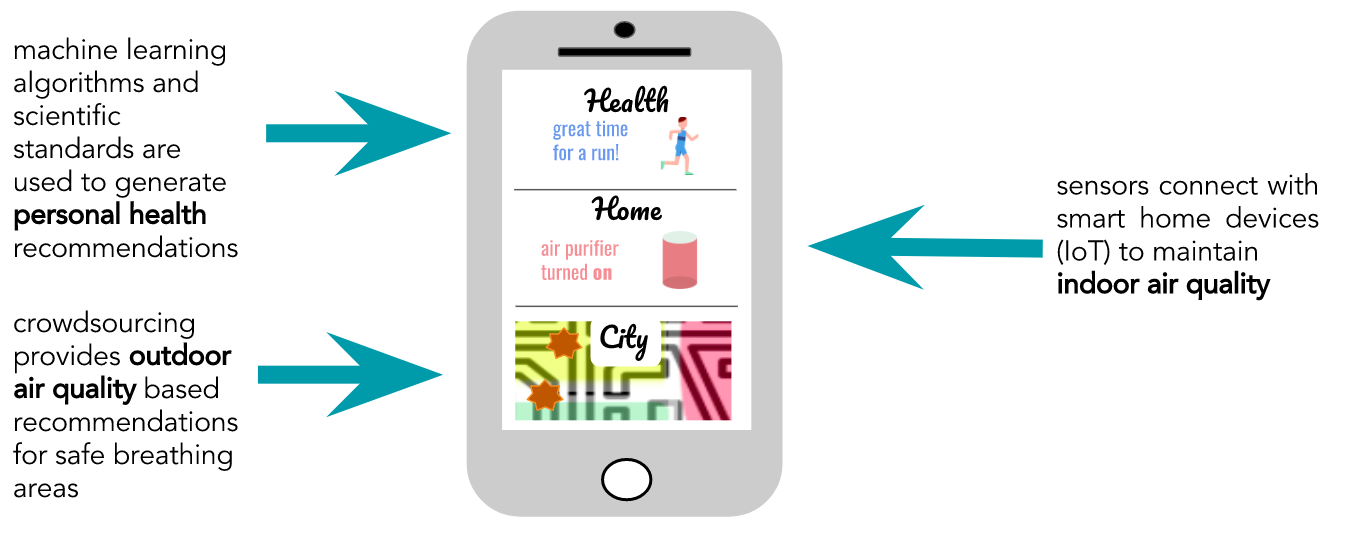 machine learning
algorithms and
scientific
standards are
used to generate
personal health
recommendations
crowdsourcing
provides outdoor
air quality based
recommendations
for safe breathing
areas
Health
great time
for a run!
Home
air purifier
turned on
City
sensors connect with
smart home devices
(IoT) to maintain
indoor air quality